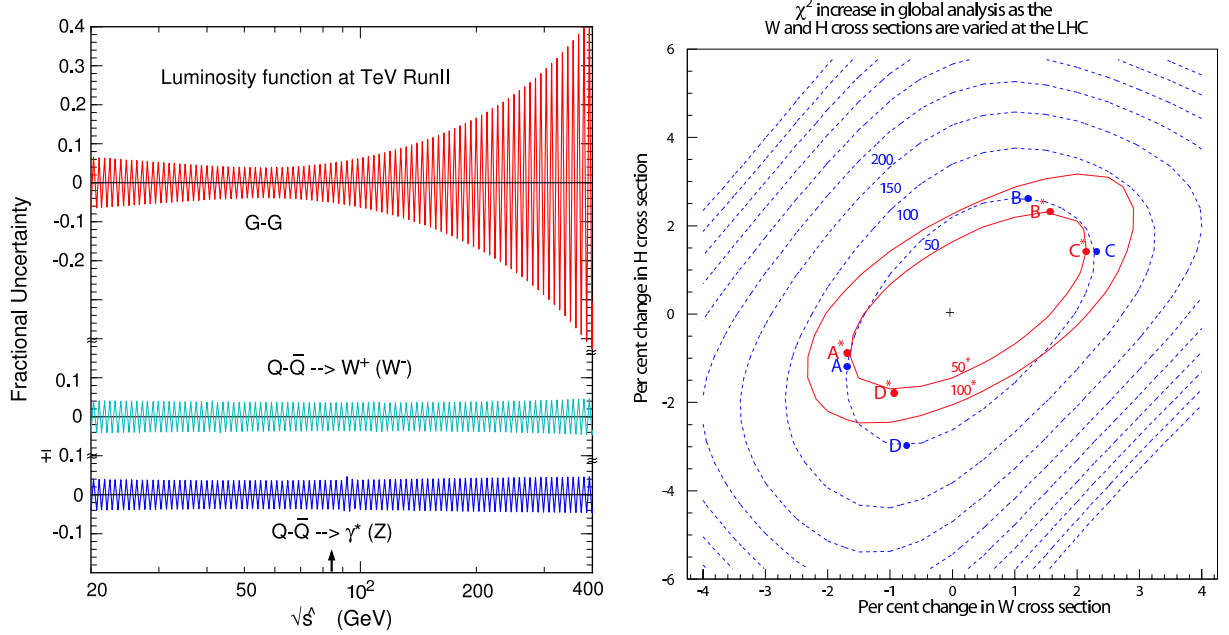 Luminosity function at TeV RunII
Fractional Uncertainty
0.4
0.3
0.2
0.1
0
-0.1
-0.2
G-G
Q-Q̄ --> W⁺ (W⁻)
0.1
0
±
0.1
0
-0.1
Q-Q̄ --> γ* (Z)
20
50
10²
200
400
√ŝ (GeV)
χ² increase in global analysis as the
W and H cross sections are varied at the LHC
Per cent change in H cross section
6
4
2
0
-2
-4
-6
200
150
100
50
B
B*
C*
C
A*
A
D*
D
50*
100*
-4
-3
-2
-1
0
1
2
3
4
Per cent change in W cross section